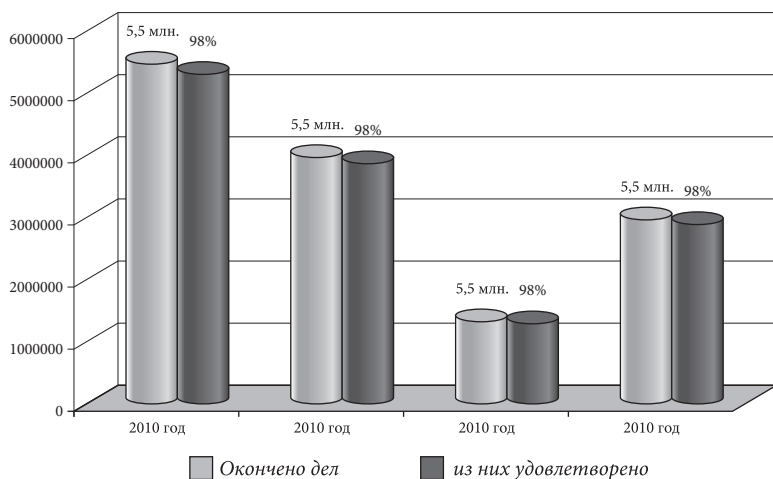 5,5 млн.
98%
5,5 млн.
98%
5,5 млн.
98%
5,5 млн.
98%
6000000
5000000
4000000
3000000
2000000
1000000
0
2010 год
2010 год
2010 год
2010 год
Окончено дел
из них удовлетворено